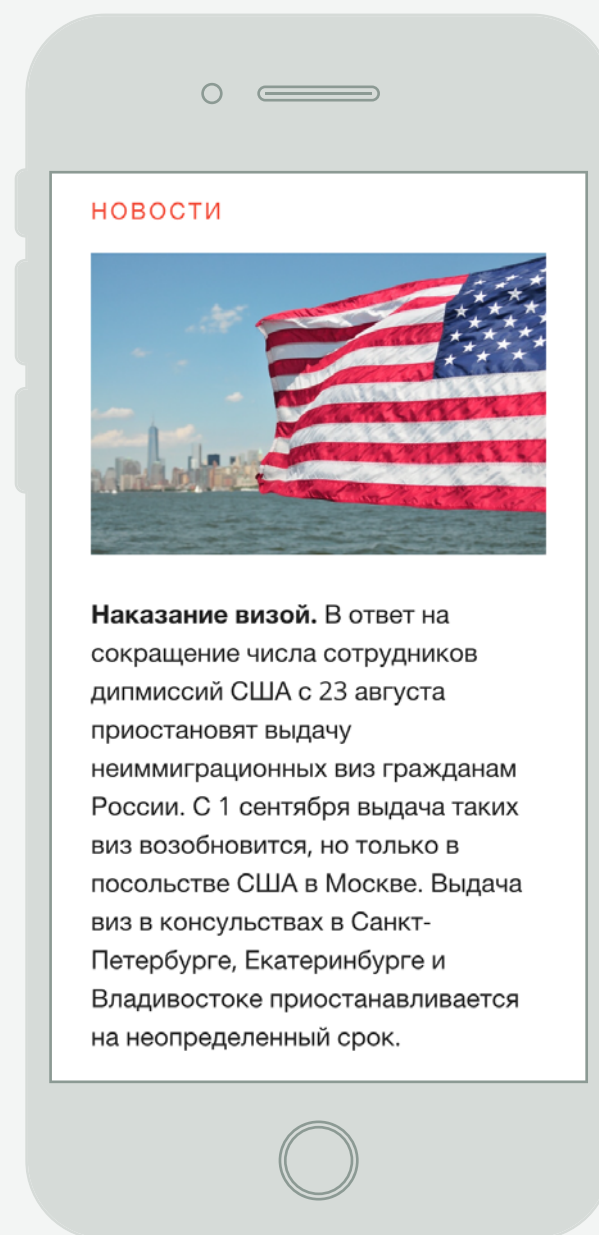 НОВОСТИ
Наказание визой. В ответ на
сокращение числа сотрудников
дипмиссий США с 23 августа
приостановят выдачу
неиммиграционных виз гражданам
России. С 1 сентября выдача таких
виз возобновится, но только в
посольстве США в Москве. Выдача
виз в консульствах в Санкт-
Петербурге, Екатеринбурге и
Владивостоке приостанавливается
на неопределенный срок.